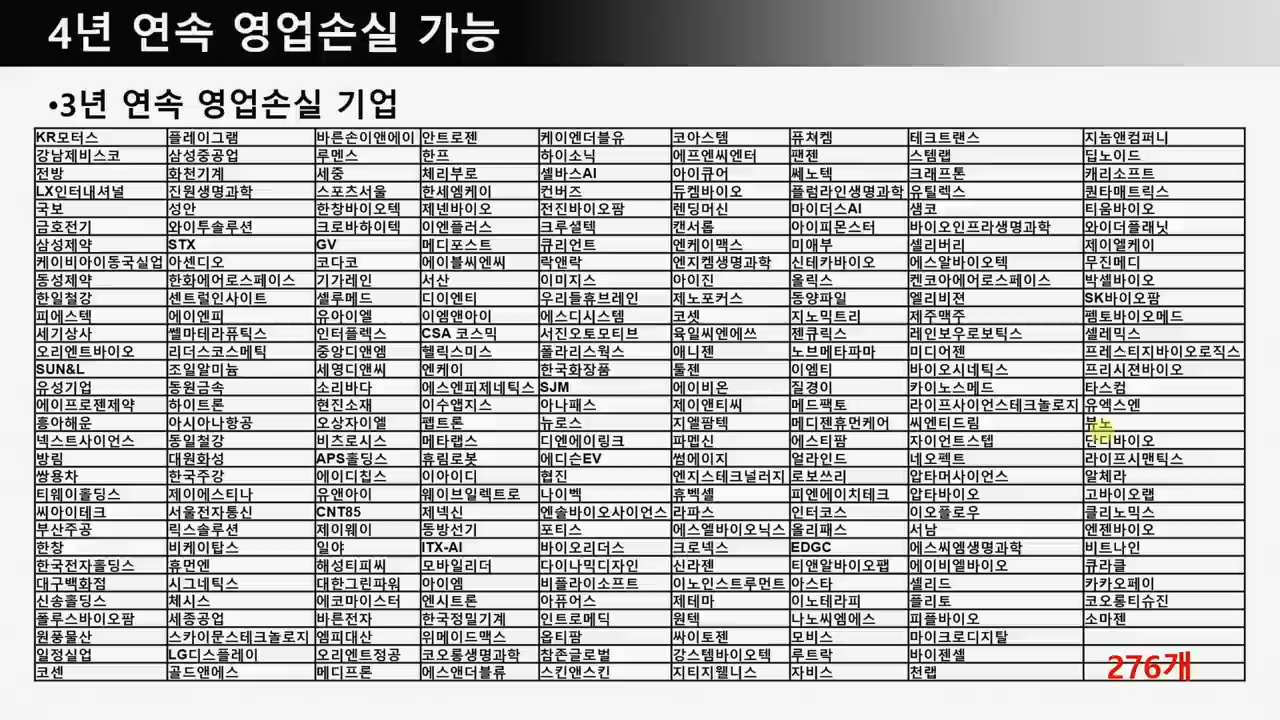 4년 연속 영업손실 가능
•3년 연속 영업손실 기업
KR모터스 플레이그램 바른손이앤에이 안트로젠 케이엔더블유 코아스템 퓨쳐켐 테크트랜스 지놈앤컴퍼니
강남제비스코 삼성중공업 루멘스 한프 하이소닉 에프엔씨엔터 팬젠 스템랩 딥노이드
전방 화천기계 세중 체리부로 셀바스AI 아이큐어 쎄노텍 크래프톤 캐리소프트
LX인터내셔널 진원생명과학 스포츠서울 한세엠케이 컨버즈 듀켐바이오 플럼라인생명과학 유틸렉스 퀀타매트릭스
국보 성안 한창바이오텍 제넨바이오 전진바이오팜 렌딩머신 마이더스AI 샘코 티움바이오
금호전기 와이투솔루션 크로바하이텍 이엔플러스 크루셜텍 캔서롭 아이피몬스터 바이오인프라생명과학 와이더플래닛
삼성제약 STX GV 메디포스트 큐리언트 엔케이맥스 미애부 셀리버리 제이엘케이
케이비아이동국실업 아센디오 코다코 에이블씨엔씨 락앤락 엔지켐생명과학 신테카바이오 에스알바이오텍 무진메디
동성제약 한화에어로스페이스 기가레인 서산 이미지스 아이진 올릭스 켄코아에어로스페이스 박셀바이오
한일철강 센트럴인사이트 셀루메드 디이엔티 우리들휴브레인 제노포커스 동양파일 엘리비젼 SK바이오팜
피에스텍 에이엔피 유아이엘 이엠앤아이 에스디시스템 코셋 지노믹트리 제주맥주 펨토바이오메드
세기상사 쎌마테라퓨틱스 인터플렉스 CSA 코스믹 서진오토모티브 육일씨엔에쓰 젠큐릭스 레인보우로보틱스 셀레믹스
오리엔트바이오 리더스코스메틱 중앙디앤엠 헬릭스미스 폴라리스웍스 애니젠 노브메타파마 미디어젠 프레스티지바이오로직스
SUN&L 조일알미늄 세영디앤씨 엔케이 한국화장품 툴젠 이엠티 바이오시네틱스 프리시젼바이오
유성기업 동원금속 소리바다 에스엔피제네틱스 SJM 에이비온 질경이 카이노스메드 타스컴
에이프로젠제약 하이트론 현진소재 이수앱지스 아나패스 제이앤티씨 메드팩토 라이프사이언스테크놀로지 유엑스엔
흥아해운 아시아나항공 오상자이엘 펩트론 뉴로스 지엘팜텍 메디젠휴먼케어 씨엔티드림 뷰노
넥스트사이언스 동일철강 비츠로시스 메타랩스 디엔에이링크 파멥신 에스티팜 자이언트스텝 단디바이오
방림 대원화성 APS홀딩스 휴림로봇 에디슨EV 썸에이지 얼라인드 네오펙트 라이프시맨틱스
쌍용차 한국주강 에이디칩스 이아이디 협진 엔지스테크널러지 로보쓰리 압타머사이언스 알체라
티웨이홀딩스 제이에스티나 유앤아이 웨이브일렉트로 나이벡 휴벡셀 피엔에이치테크 압타바이오 고바이오랩
씨아이테크 서울전자통신 CNT85 제넥신 엔솔바이오사이언스 라파스 인터코스 이오플로우 클리노믹스
부산주공 릭스솔루션 제이웨이 동방선기 포티스 에스엘바이오닉스 올리패스 서남 엔젠바이오
한창 비케이탑스 일야 ITX-AI 바이오리더스 크로넥스 EDGC 에스씨엠생명과학 비트나인
한국전자홀딩스 휴먼엔 해성티피씨 모바일리더 다이나믹디자인 신라젠 티앤알바이오팹 에이비엘바이오 큐라클
대구백화점 시그네틱스 대한그린파워 아이엠 비플라이소프트 이노인스트루먼트 아스타 셀리드 카카오페이
신송홀딩스 체시스 에코마이스터 엔시트론 아퓨어스 제테마 이노테라피 플리토 코오롱티슈진
폴루스바이오팜 세종공업 바른전자 한국정밀기계 인트로메딕 원텍 나노씨엠에스 피플바이오 소마젠
원풍물산 스카이문스테크놀로지 엠피대산 위메이드맥스 옵티팜 싸이토젠 모비스 마이크로디지탈
일정실업 LG디스플레이 오리엔트정공 코오롱생명과학 참존글로벌 강스템바이오텍 루트락 바이젠셀
코센 골드앤에스 메디프론 에스앤더블류 스킨앤스킨 지티지웰니스 자비스 천랩
276개